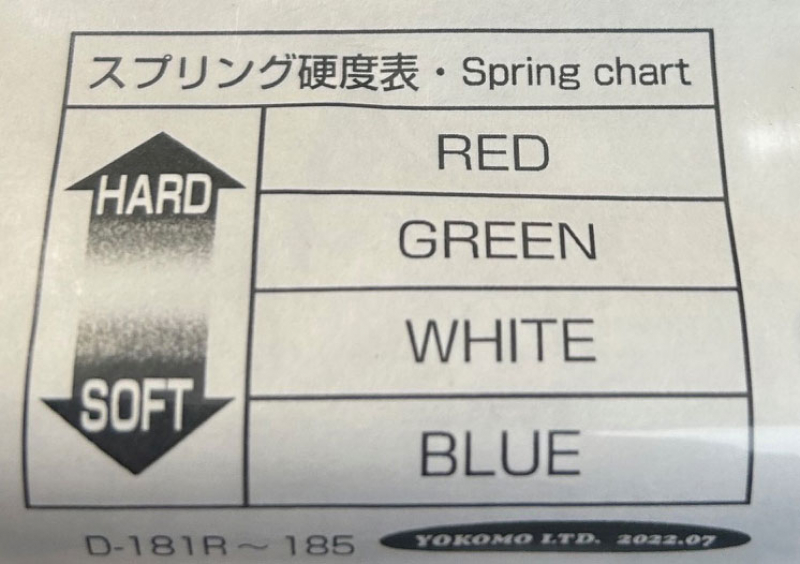 スプリング硬度表・Spring chart
HARD
SOFT
RED
GREEN
WHITE
BLUE
D-181R～185
YOKOMO LTD. 2022.07